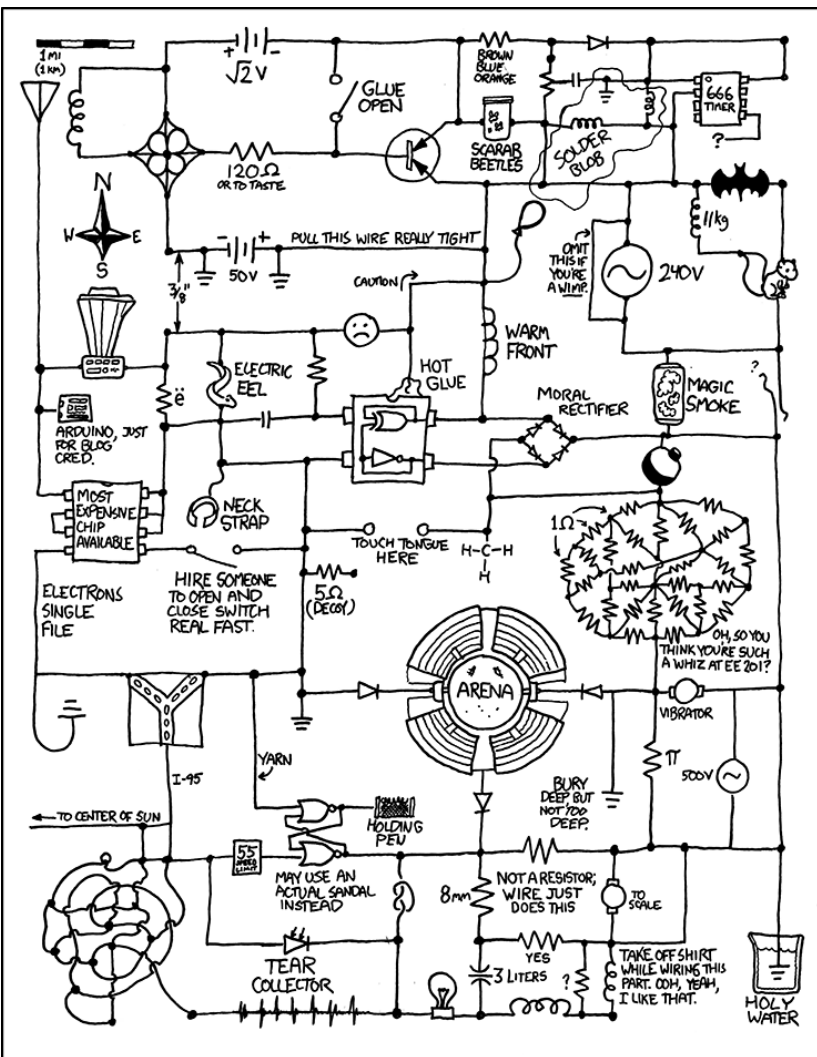 1MI
(1KM)
+
-
√2 V
GLUE
OPEN
BROWN
BLUE
ORANGE
666
TIMER
?
SCARAB
BEETLES
SOLDER
BLOB
120Ω
OR TO TASTE
N
W
E
S
-
+
50V
PULL THIS WIRE REALLY TIGHT
11kg
OMIT
THIS IF
YOU'RE
A WIMP.
240V
3/8"
CAUTION
WARM
FRONT
ELECTRIC
EEL
ë
HOT
GLUE
MORAL
RECTIFIER
MAGIC
SMOKE
?
ARDUINO, JUST
FOR BLOG
CRED.
MOST
EXPENSIVE
CHIP
AVAILABLE
NECK
STRAP
TOUCH TONGUE
HERE
H-C-H
H
1Ω
ELECTRONS
SINGLE
FILE
HIRE SOMEONE
TO OPEN AND
CLOSE SWITCH
REAL FAST.
5Ω
(DECOY)
OH, SO YOU
THINK YOU'RE SUCH
A WHIZ AT EE 201?
ARENA
VIBRATOR
I-95
YARN
π
500V
BURY
DEEP, BUT
NOT TOO
DEEP.
TO CENTER OF SUN
HOLDING
PEN
55
SPEED
LIMIT
MAY USE AN
ACTUAL SANDAL
INSTEAD
8mm
NOT A RESISTOR;
WIRE JUST
DOES THIS
TO
SCALE
TEAR
COLLECTOR
YES
3 LITERS
?
TAKE OFF SHIRT
WHILE WIRING THIS
PART. OOH, YEAH,
I LIKE THAT.
HOLY
WATER